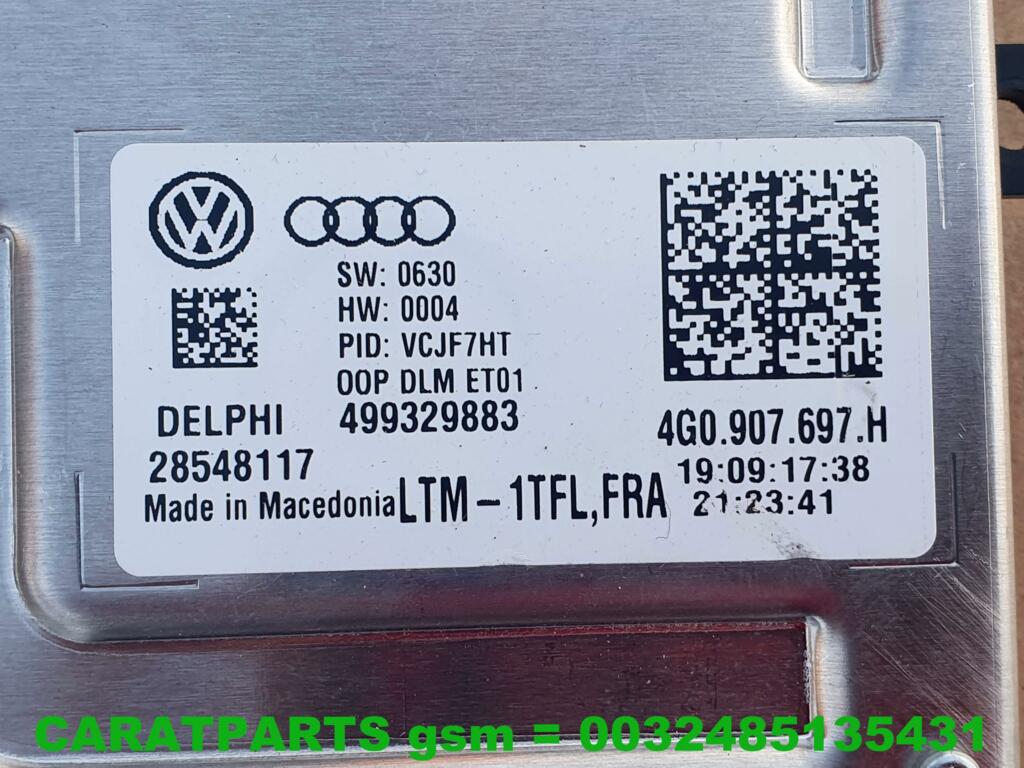 SW: 0630
HW: 0004
PID: VCJF7HT
OOP DLM ET01
DELPHI 499329883
4G0.907.697.H
28548117
19:09:17:38
Made in Macedonia LTM-1TFL,FRA
21:23:41
CARATPARTS gsm = 0032485135431